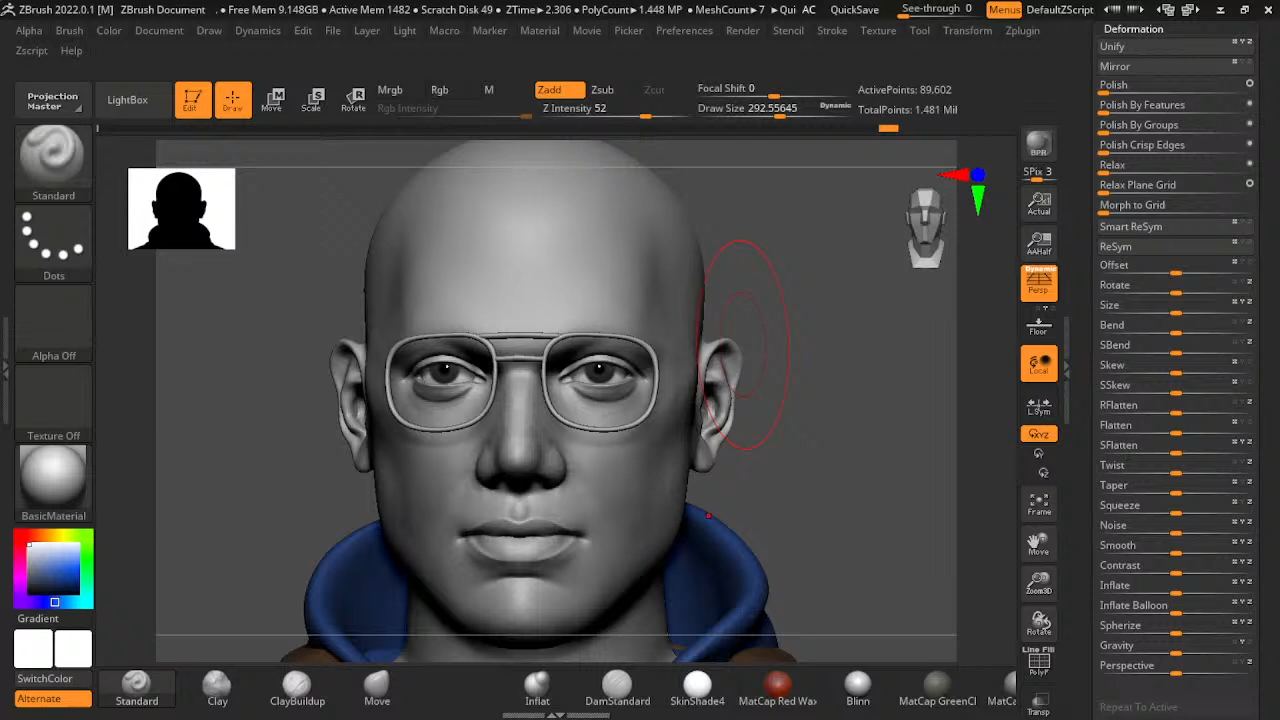 ZBrush 2022.0.1 [M] ZBrush Document . ● Free Mem 9.148GB ● Active Mem 1482 ● Scratch Disk 49 ● ZTime▸2.306 ● PolyCount▸1.448 MP ● MeshCount▸7 ▸ Qui AC QuickSave See-through 0 Menus DefaultZScript
Alpha Brush Color Document Draw Dynamics Edit File Layer Light Macro Marker Material Movie Picker Preferences Render Stencil Stroke Texture Tool Transform Zplugin
Zscript Help
Projection Master
LightBox
Edit
Draw
Move
Scale
Rotate
Mrgb Rgb M
Rgb Intensity
Zadd Zsub Zcut
Z Intensity 52
Focal Shift 0
Draw Size 292.55645 Dynamic
ActivePoints: 89,602
TotalPoints: 1.481 Mil
Standard
Dots
Alpha Off
Texture Off
BasicMaterial
Gradient
SwitchColor
Alternate
BPR
SPix 3
Actual
AAHalf
Dynamic
Persp
Floor
Local
L.Sym
XYZ
Frame
Move
Zoom3D
Rotate
Line Fill
PolyF
Transp
Standard Clay ClayBuildup Move Inflat DamStandard SkinShade4 MatCap Red Wax Blinn MatCap GreenCl MatCa
Deformation
Unify
Mirror
Polish
Polish By Features
Polish By Groups
Polish Crisp Edges
Relax
Relax Plane Grid
Morph to Grid
Smart ReSym
ReSym
Offset
Rotate
Size
Bend
SBend
Skew
SSkew
RFlatten
Flatten
SFlatten
Twist
Taper
Squeeze
Noise
Smooth
Contrast
Inflate
Inflate Balloon
Spherize
Gravity
Perspective
Repeat To Active